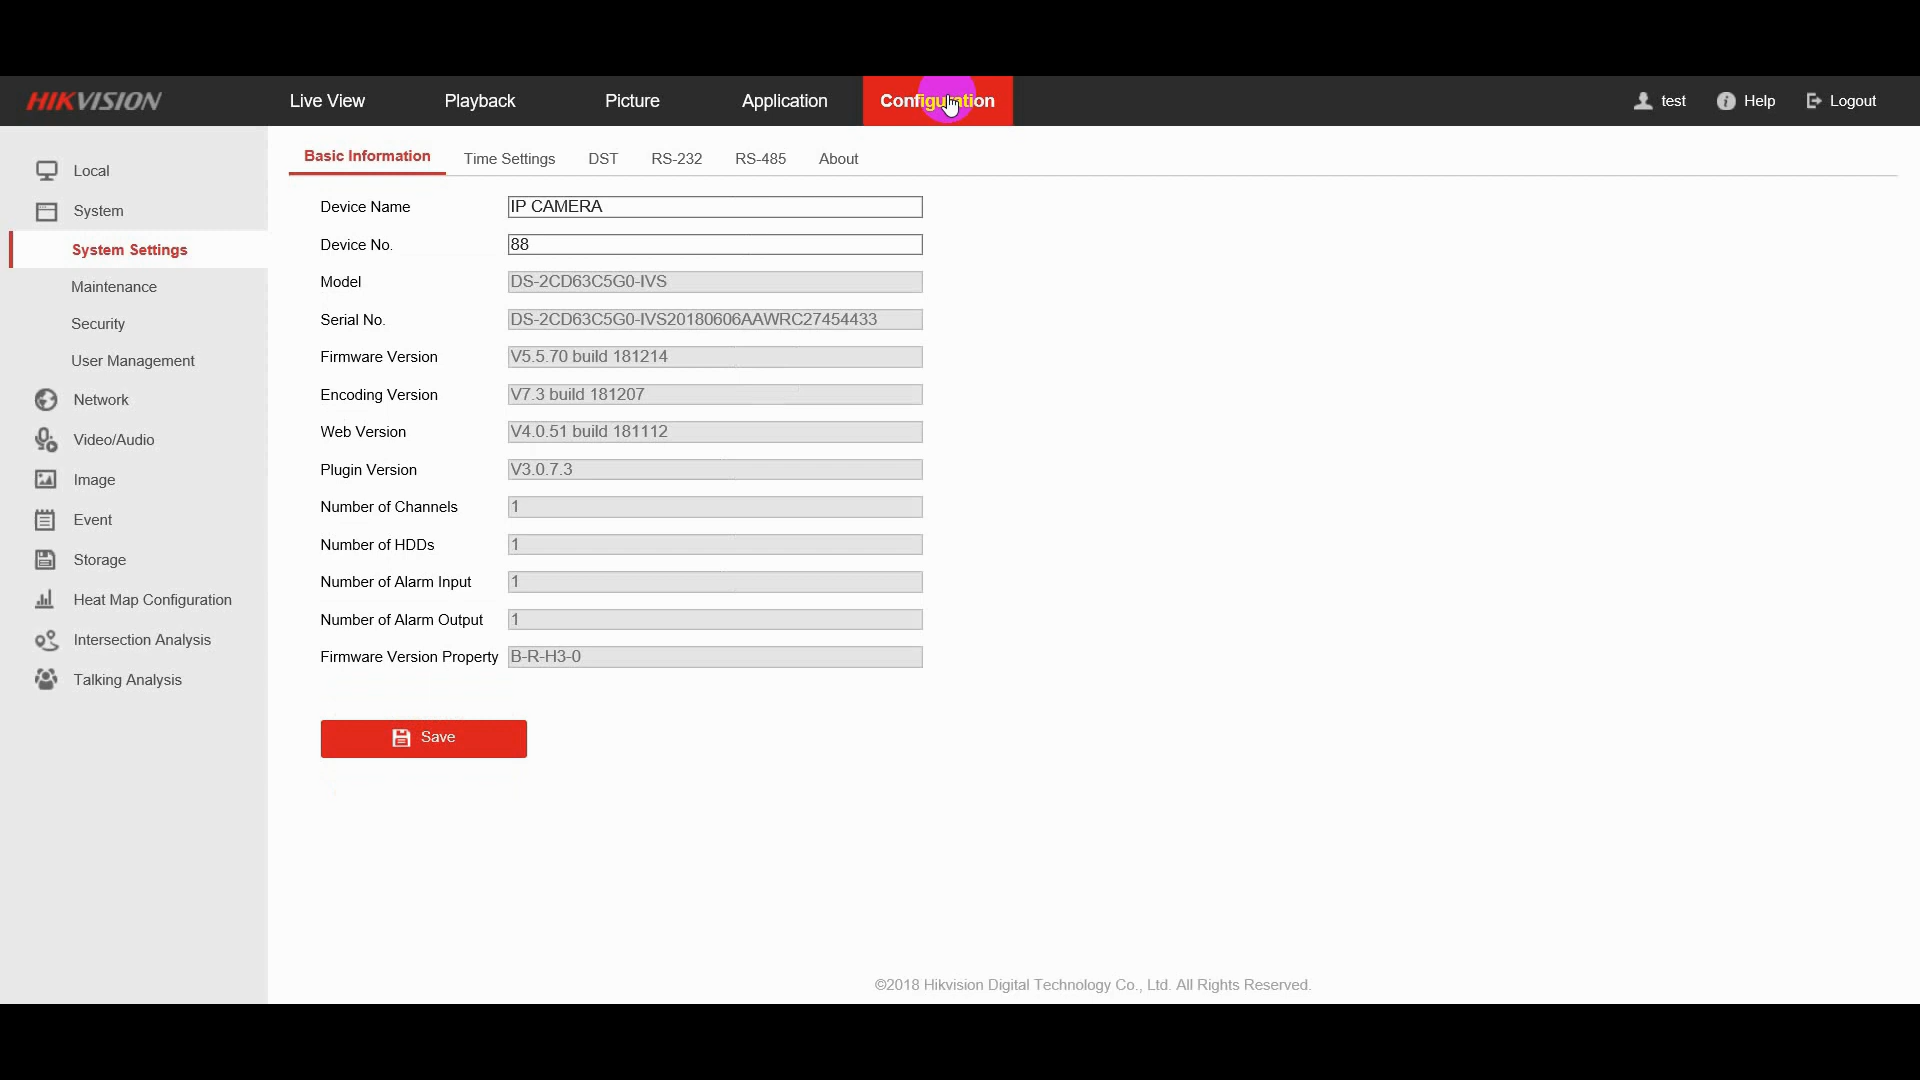 HIKVISION
Live View
Playback
Picture
Application
Configuration
test
Help
Logout
Local
System
System Settings
Maintenance
Security
User Management
Network
Video/Audio
Image
Event
Storage
Heat Map Configuration
Intersection Analysis
Talking Analysis
Basic Information
Time Settings
DST
RS-232
RS-485
About
Device Name IP CAMERA
Device No. 88
Model DS-2CD63C5G0-IVS
Serial No. DS-2CD63C5G0-IVS20180606AAWRC27454433
Firmware Version V5.5.70 build 181214
Encoding Version V7.3 build 181207
Web Version V4.0.51 build 181112
Plugin Version V3.0.7.3
Number of Channels 1
Number of HDDs 1
Number of Alarm Input 1
Number of Alarm Output 1
Firmware Version Property B-R-H3-0
Save
©2018 Hikvision Digital Technology Co., Ltd. All Rights Reserved.